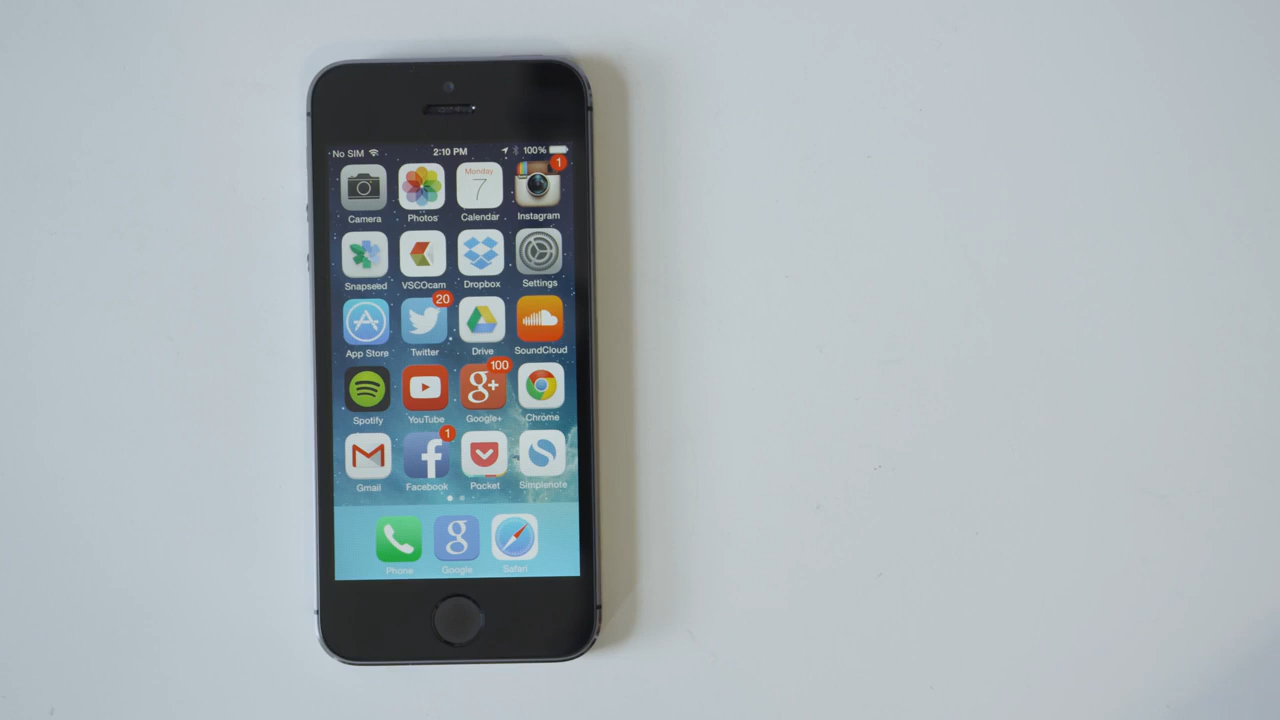 No SIM 2:10 PM 100%
Monday 1
7
Camera Photos Calendar Instagram
Snapseed VSCOcam Dropbox Settings
20
App Store Twitter Drive SoundCloud
100
g+
Spotify YouTube Google+ Chrome
1
f
Gmail Facebook Pocket Simplenote
g
Phone Google Safari